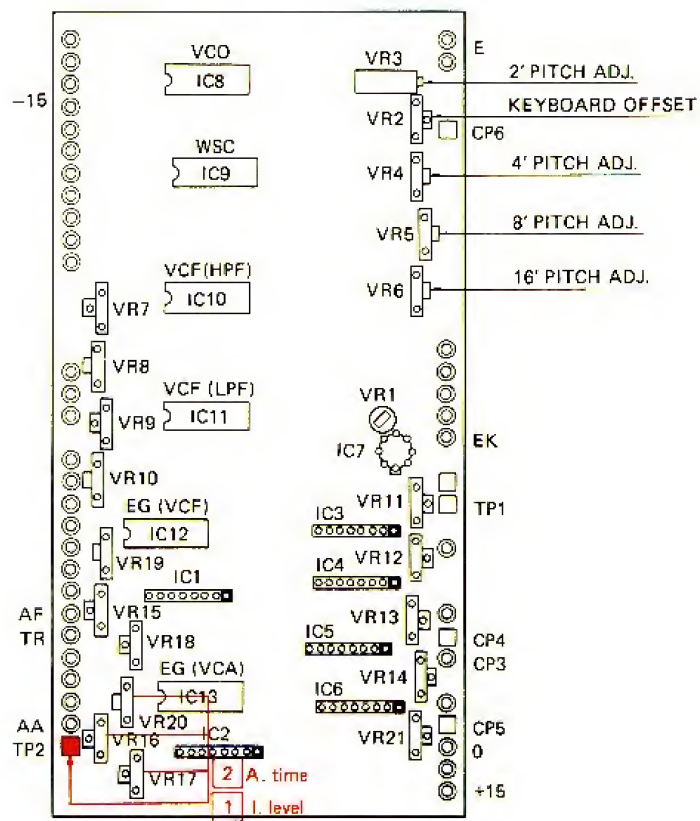 E
VCO
IC8
VR3
2' PITCH ADJ.
-15
KEYBOARD OFFSET
VR2
CP6
WSC
IC9
VR4
4' PITCH ADJ.
VR5
8' PITCH ADJ.
VCF(HPF)
IC10
VR6
16' PITCH ADJ.
VR7
VR8
VCF (LPF)
IC11
VR1
VR9
IC7
EK
VR10
VR11
TP1
EG (VCF)
IC12
IC3
VR12
VR19
IC1
IC4
AF
VR15
VR13
TR
VR18
IC5
CP4
CP3
EG (VCA)
IC13
VR14
IC6
AA
VR20
CP5
TP2
VR16
IC2
VR21
0
VR17
2 A. time
+15
1 I. level